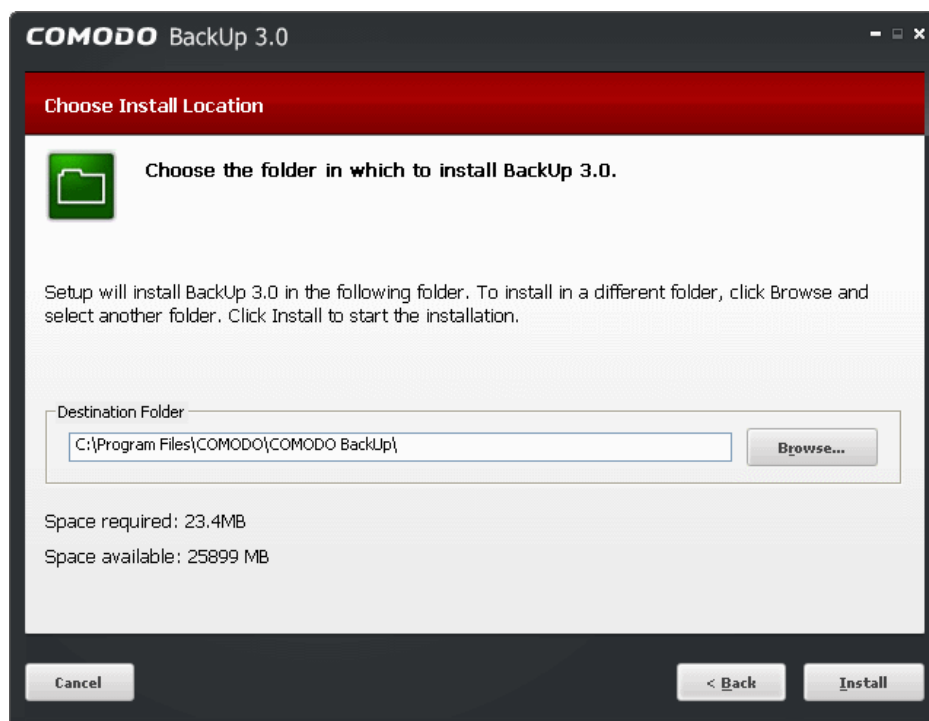 COMODO BackUp 3.0
Choose Install Location
Choose the folder in which to install BackUp 3.0.
Setup will install BackUp 3.0 in the following folder. To install in a different folder, click Browse and
select another folder. Click Install to start the installation.
Destination Folder
C:\Program Files\COMODO\COMODO BackUp\
Browse...
Space required: 23.4MB
Space available: 25899 MB
Cancel
< Back
Install